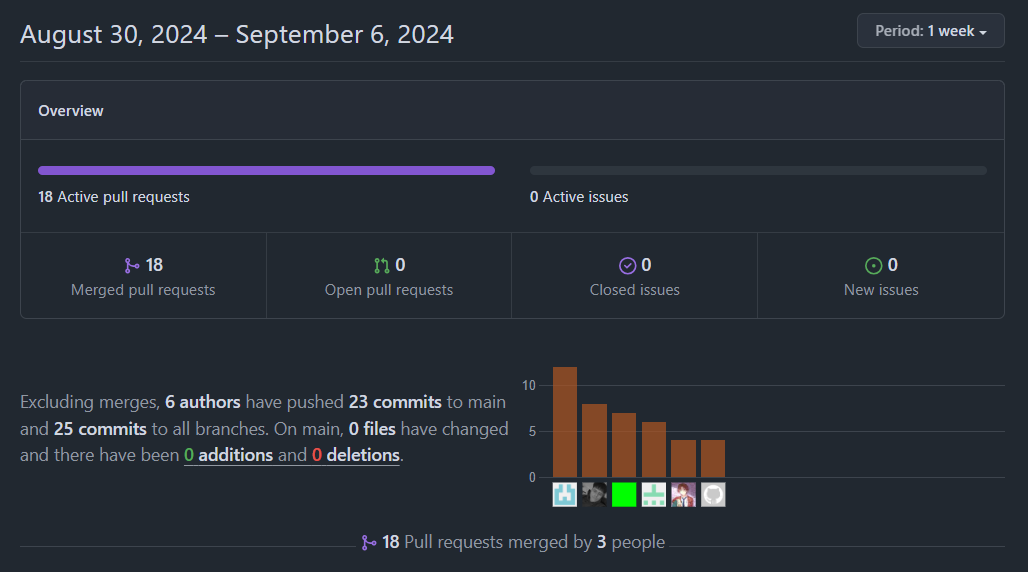 August 30, 2024 – September 6, 2024
Period: 1 week
Overview
18 Active pull requests
0 Active issues
18
Merged pull requests
0
Open pull requests
0
Closed issues
0
New issues
Excluding merges, 6 authors have pushed 23 commits to main
and 25 commits to all branches. On main, 0 files have changed
and there have been 0 additions and 0 deletions.
10
5
0
18 Pull requests merged by 3 people